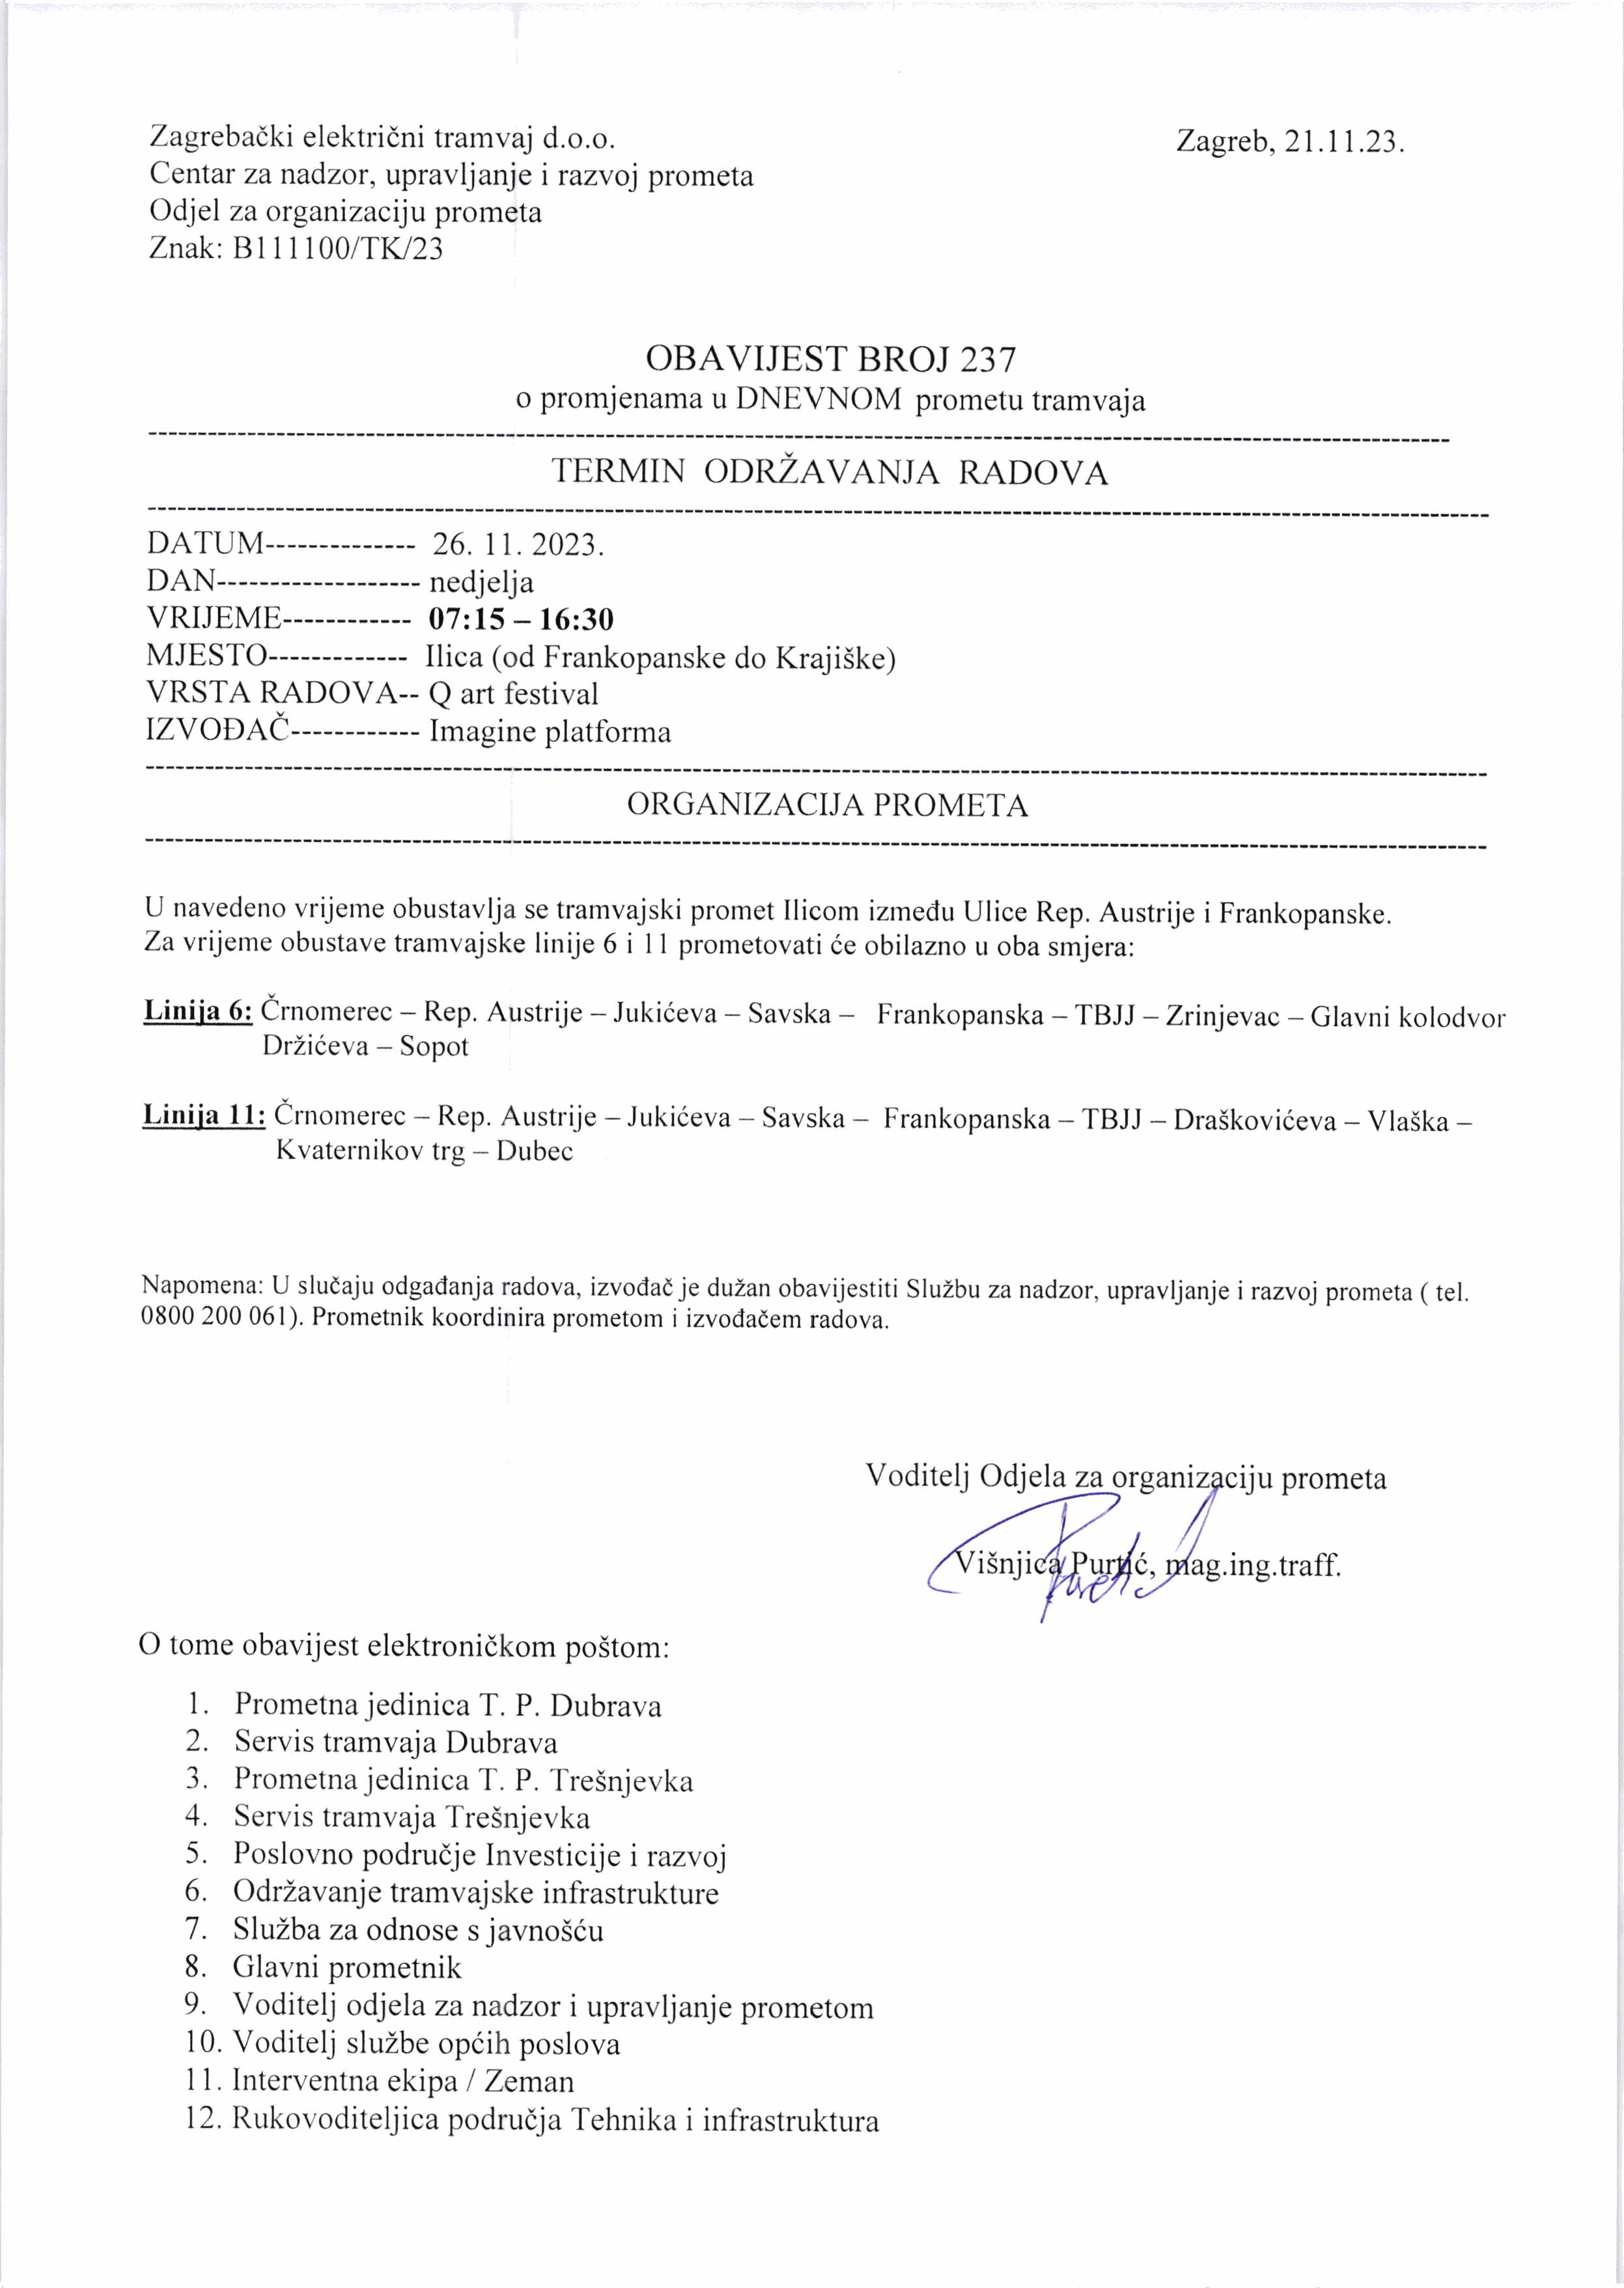 Zagrebački električni tramvaj d.o.o.
Zagreb, 21.11.23.
Centar za nadzor, upravljanje i razvoj prometa
Odjel za organizaciju prometa
Znak: B111100/TK/23
OBAVIJEST BROJ 237
o promjenama u DNEVNOM prometu tramvaja
TERMIN ODRŽAVANJA RADOVA
DATUM-------------- 26. 11. 2023.
DAN------------------- nedjelja
VRIJEME------------ 07:15 – 16:30
MJESTO------------- Ilica (od Frankopanske do Krajiške)
VRSTA RADOVA-- Q art festival
IZVOĐAČ------------ Imagine platforma
ORGANIZACIJA PROMETA
U navedeno vrijeme obustavlja se tramvajski promet Ilicom između Ulice Rep. Austrije i Frankopanske.
Za vrijeme obustave tramvajske linije 6 i 11 prometovati će obilazno u oba smjera:
Linija 6: Črnomerec – Rep. Austrije – Jukićeva – Savska – Frankopanska – TBJJ – Zrinjevac – Glavni kolodvor
Držićeva – Sopot
Linija 11: Črnomerec – Rep. Austrije – Jukićeva – Savska – Frankopanska – TBJJ – Draškovićeva – Vlaška –
Kvaternikov trg – Dubec
Napomena: U slučaju odgađanja radova, izvođač je dužan obavijestiti Službu za nadzor, upravljanje i razvoj prometa ( tel.
0800 200 061). Prometnik koordinira prometom i izvođačem radova.
Voditelj Odjela za organizaciju prometa
Višnjica Purtić, mag.ing.traff.
O tome obavijest elektroničkom poštom:
1. Prometna jedinica T. P. Dubrava
2. Servis tramvaja Dubrava
3. Prometna jedinica T. P. Trešnjevka
4. Servis tramvaja Trešnjevka
5. Poslovno područje Investicije i razvoj
6. Održavanje tramvajske infrastrukture
7. Služba za odnose s javnošću
8. Glavni prometnik
9. Voditelj odjela za nadzor i upravljanje prometom
10. Voditelj službe općih poslova
11. Interventna ekipa / Zeman
12. Rukovoditeljica područja Tehnika i infrastruktura